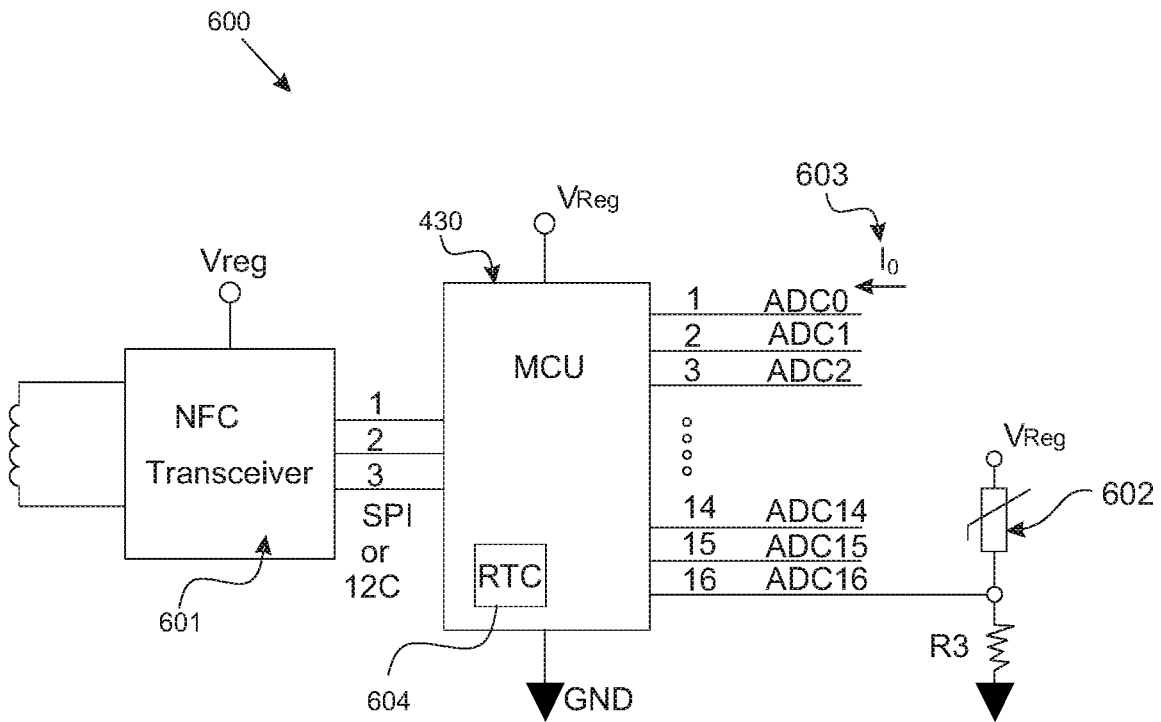 600
603
I0
430
VReg
Vreg
1 ADC0
2 ADC1
3 ADC2
MCU
NFC
Transceiver
1
2
3
SPI
or
12C
VReg
602
14 ADC14
15 ADC15
16 ADC16
RTC
R3
601
604
GND